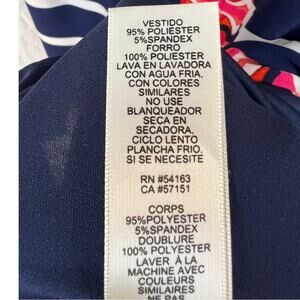 VESTIDO
95% POLIESTER
5%SPANDEX
FORRO
100% POLIESTER
LAVA EN LAVADORA
CON AGUA FRIA,
CON COLORES
SIMILARES
NO USE
BLANQUEADOR
SECA EN
SECADORA,
CICLO LENTO
PLANCHA FRIO.
SI SE NECESITE
RN #54163
CA #57151
CORPS
95%POLYESTER
5%SPANDEX
DOUBLURE
100% POLYESTER
LAVER À LA
MACHINE AVEC
COULEURS
SIMILAIRES
NE PAS